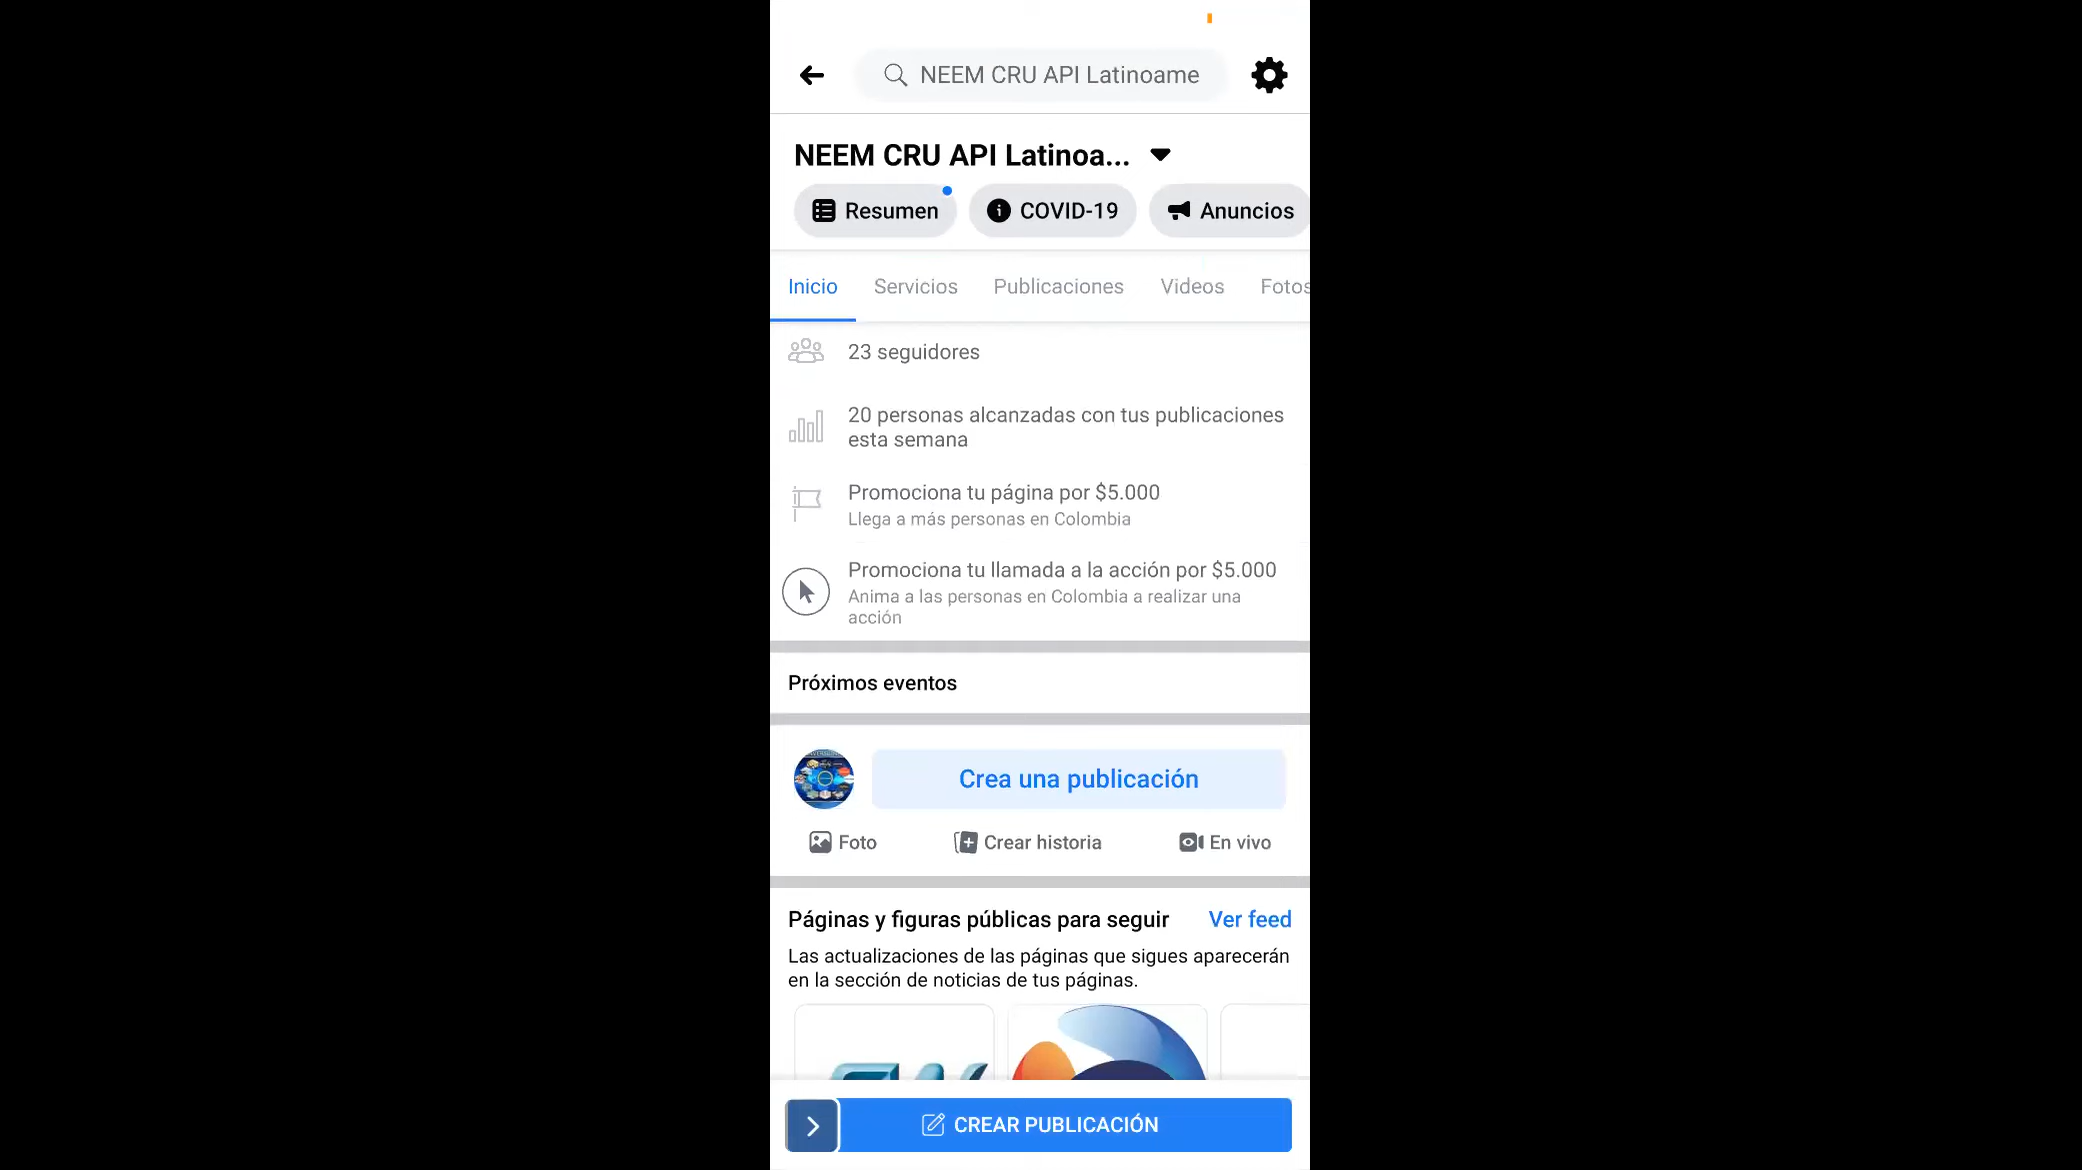 NEEM CRU API Latinoame
NEEM CRU API Latinoa...
Resumen COVID-19 Anuncios
Inicio Servicios Publicaciones Videos Fotos
23 seguidores
20 personas alcanzadas con tus publicaciones
esta semana
Promociona tu página por $5.000
Llega a más personas en Colombia
Promociona tu llamada a la acción por $5.000
Anima a las personas en Colombia a realizar una
acción
Próximos eventos
Crea una publicación
Foto Crear historia En vivo
Páginas y figuras públicas para seguir Ver feed
Las actualizaciones de las páginas que sigues aparecerán
en la sección de noticias de tus páginas.
CREAR PUBLICACIÓN